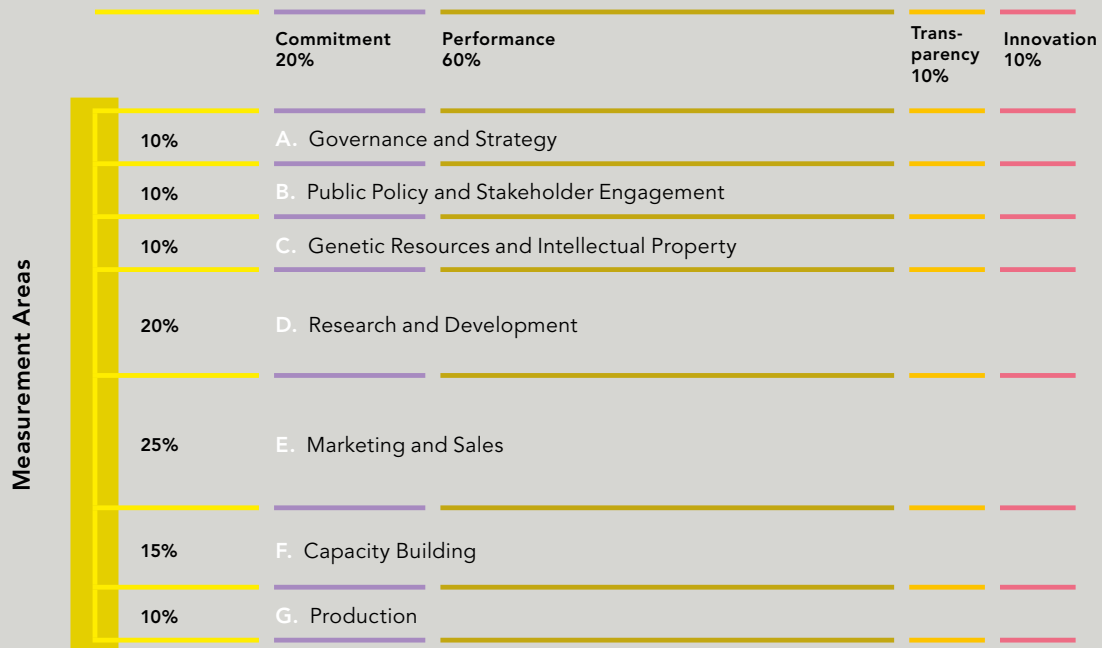 Commitment
20%
Performance
60%
Trans-
parency
10%
Innovation
10%
Measurement Areas
10% A. Governance and Strategy
10% B. Public Policy and Stakeholder Engagement
10% C. Genetic Resources and Intellectual Property
20% D. Research and Development
25% E. Marketing and Sales
15% F. Capacity Building
10% G. Production